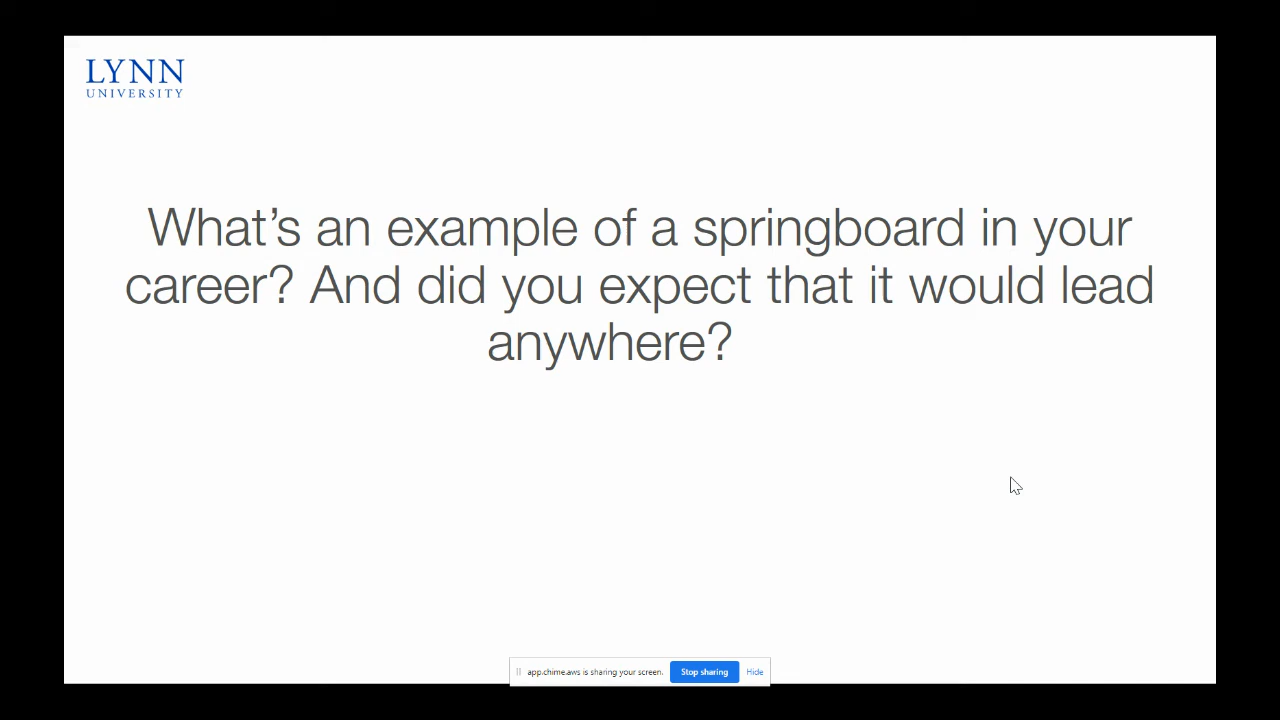 LYNN
UNIVERSITY
What’s an example of a springboard in your
career? And did you expect that it would lead
anywhere?
app.chime.aws is sharing your screen.
Stop sharing
Hide